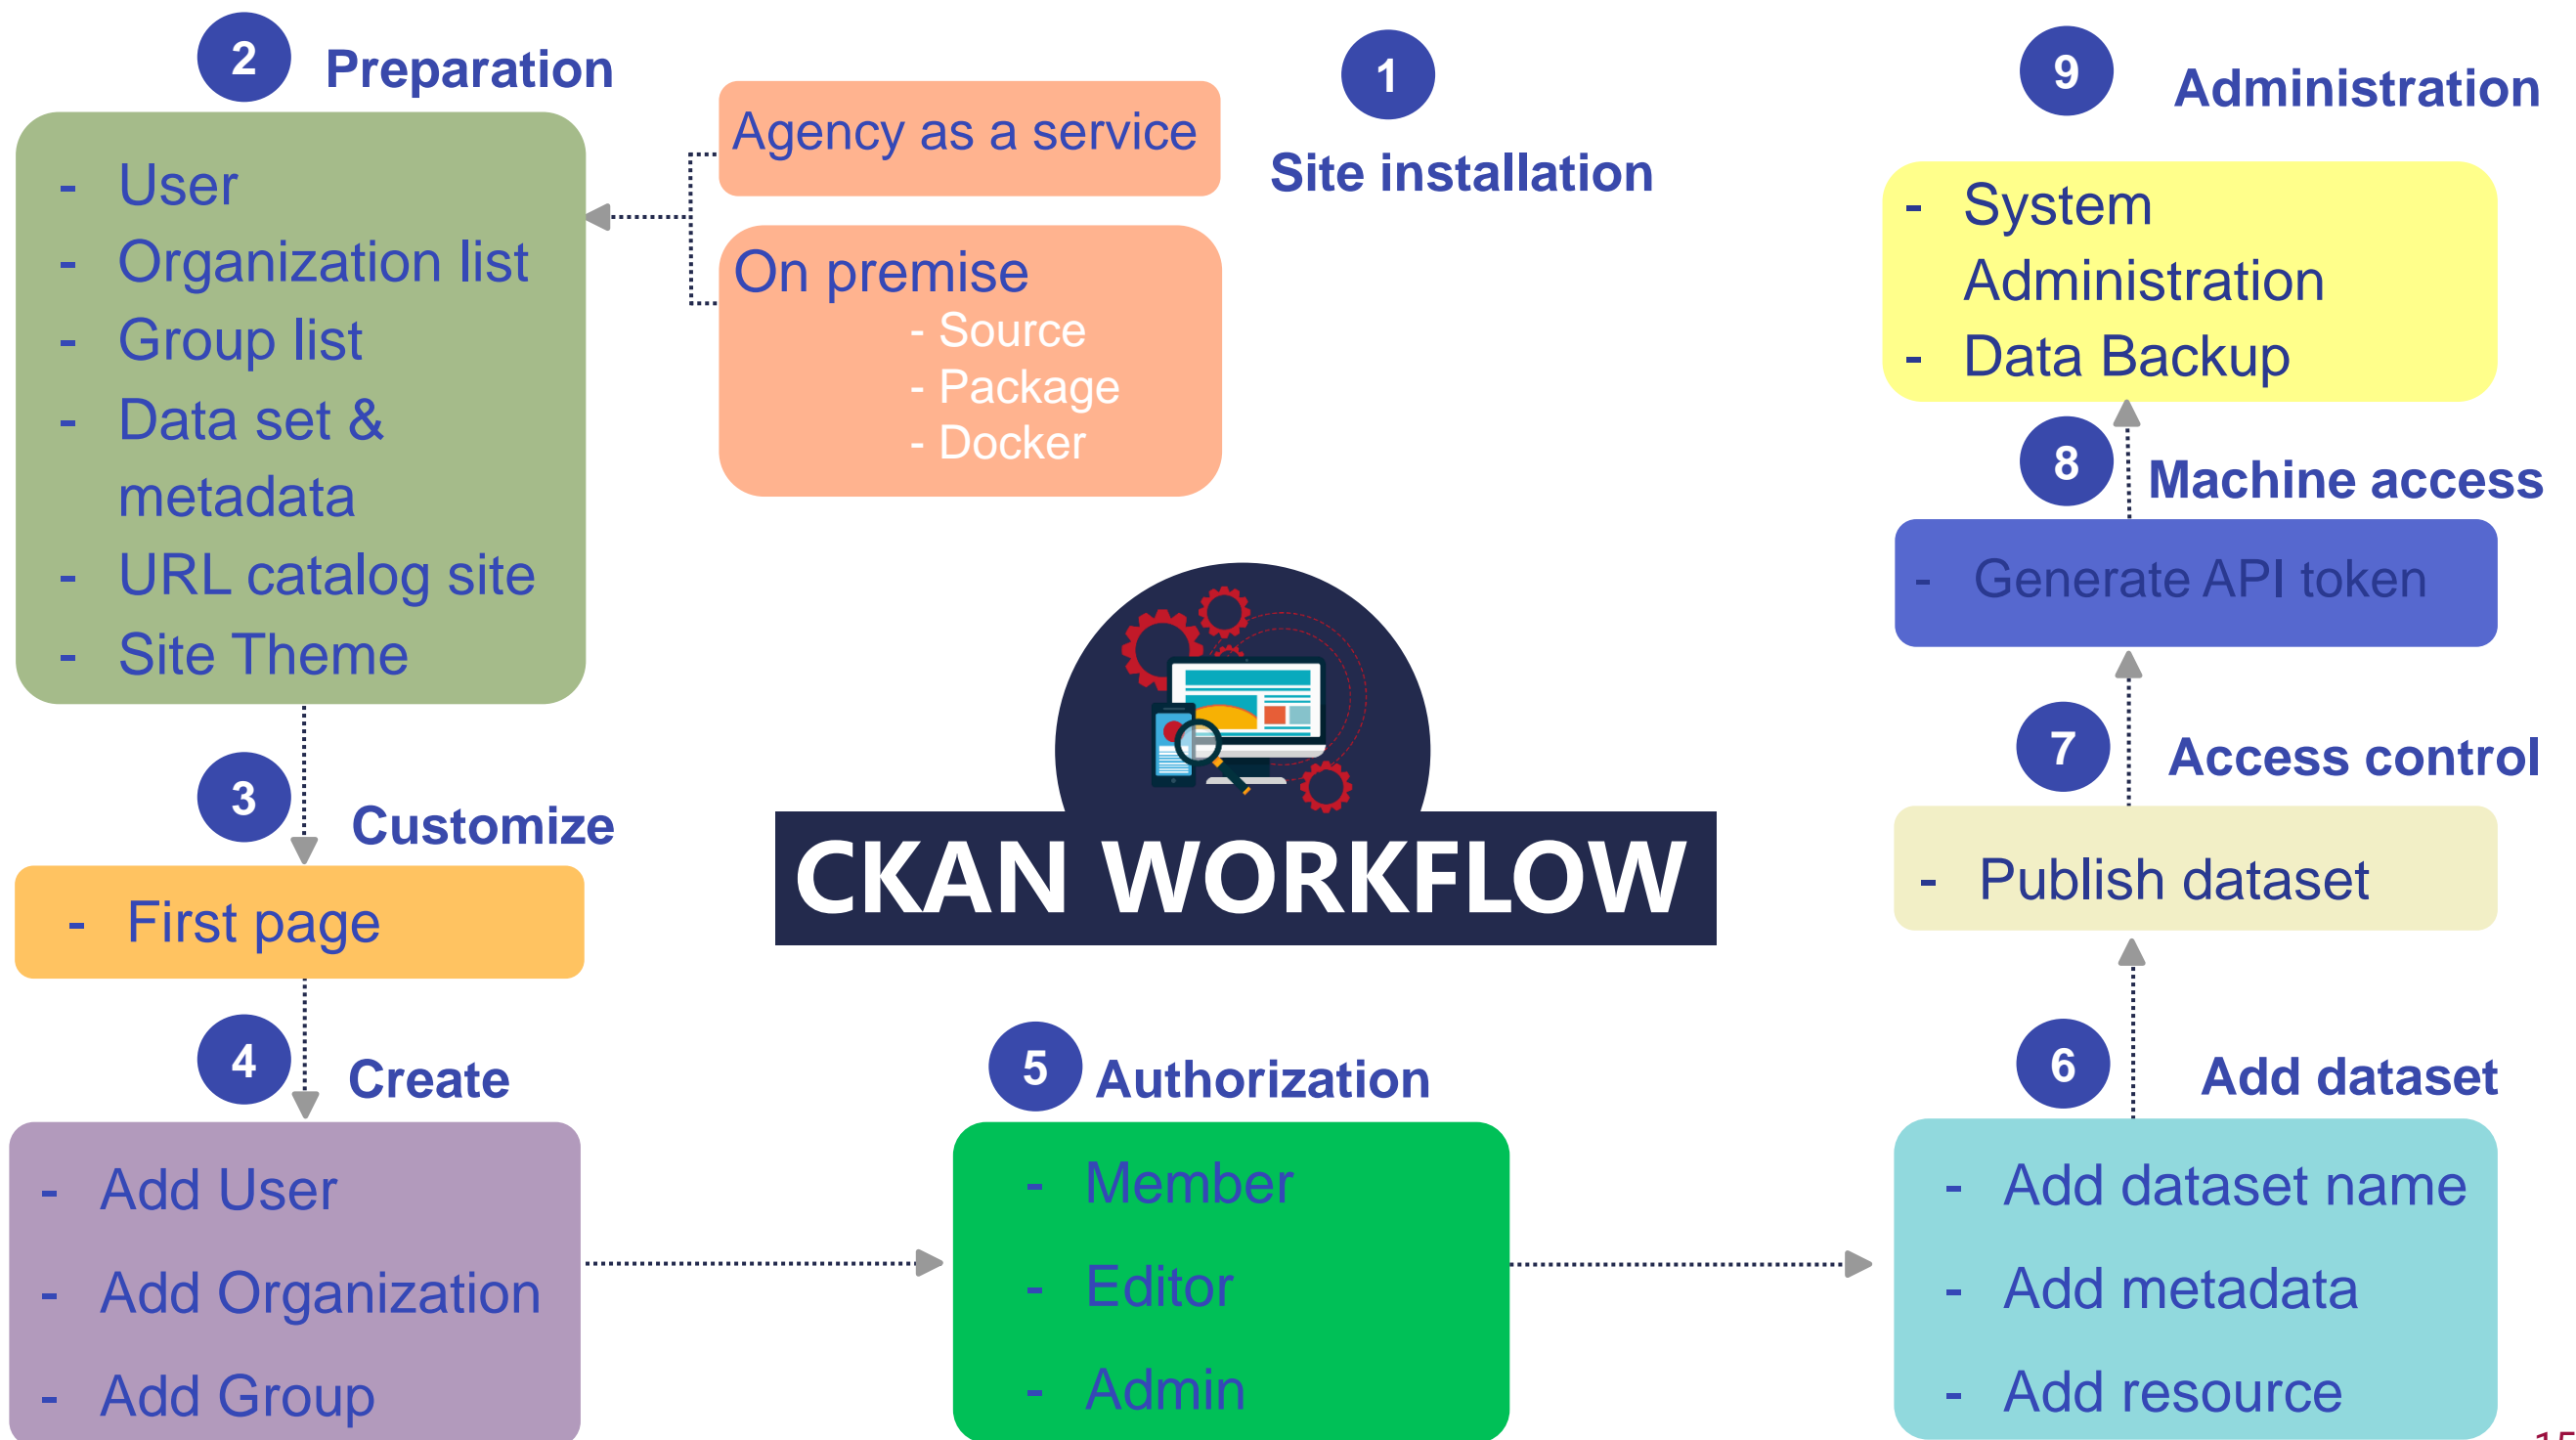 1
Site installation
Agency as a service
On premise
- Source
- Package
- Docker
2
Preparation
- User
- Organization list
- Group list
- Data set &
metadata
- URL catalog site
- Site Theme
3
Customize
- First page
4
Create
- Add User
- Add Organization
- Add Group
5
Authorization
- Member
- Editor
- Admin
6
Add dataset
- Add dataset name
- Add metadata
- Add resource
7
Access control
- Publish dataset
8
Machine access
- Generate API token
9
Administration
- System
Administration
- Data Backup
CKAN WORKFLOW